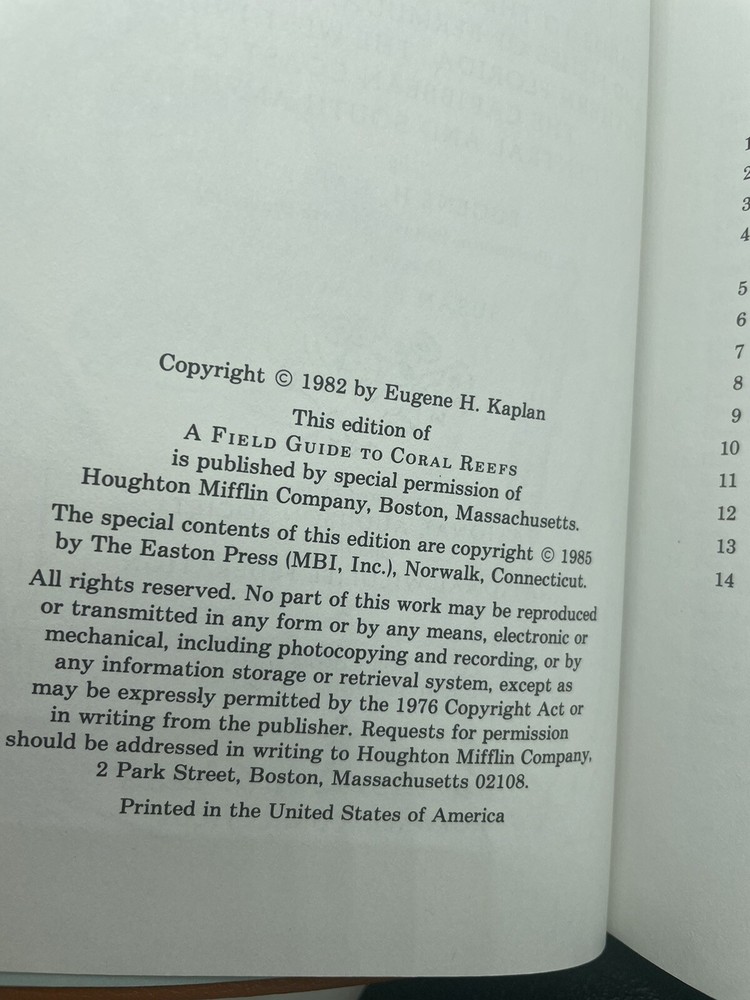 Copyright © 1982 by Eugene H. Kaplan
This edition of
A FIELD GUIDE TO CORAL REEFS
is published by special permission of
Houghton Mifflin Company, Boston, Massachusetts.
The special contents of this edition are copyright © 1985
by The Easton Press (MBI, Inc.), Norwalk, Connecticut.
All rights reserved. No part of this work may be reproduced
or transmitted in any form or by any means, electronic or
mechanical, including photocopying and recording, or by
any information storage or retrieval system, except as
may be expressly permitted by the 1976 Copyright Act or
in writing from the publisher. Requests for permission
should be addressed in writing to Houghton Mifflin Company,
2 Park Street, Boston, Massachusetts 02108.
Printed in the United States of America
1
2
3
4
5
6
7
8
9
10
11
12
13
14